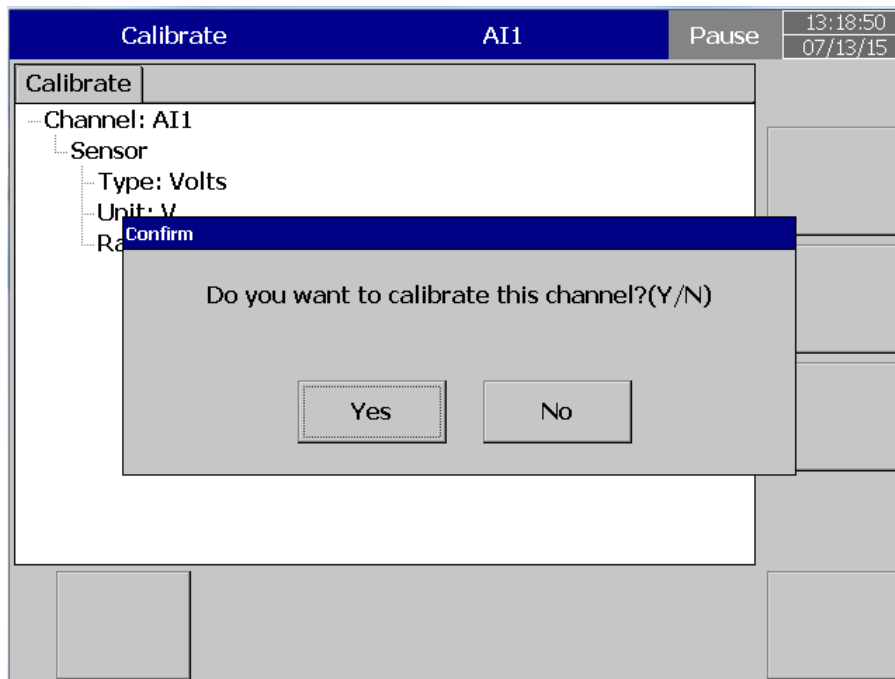 Calibrate AI1 Pause 13:18:50
07/13/15
Calibrate
Channel: AI1
Sensor
Type: Volts
Unit: V
Ra
Confirm
Do you want to calibrate this channel?(Y/N)
Yes No